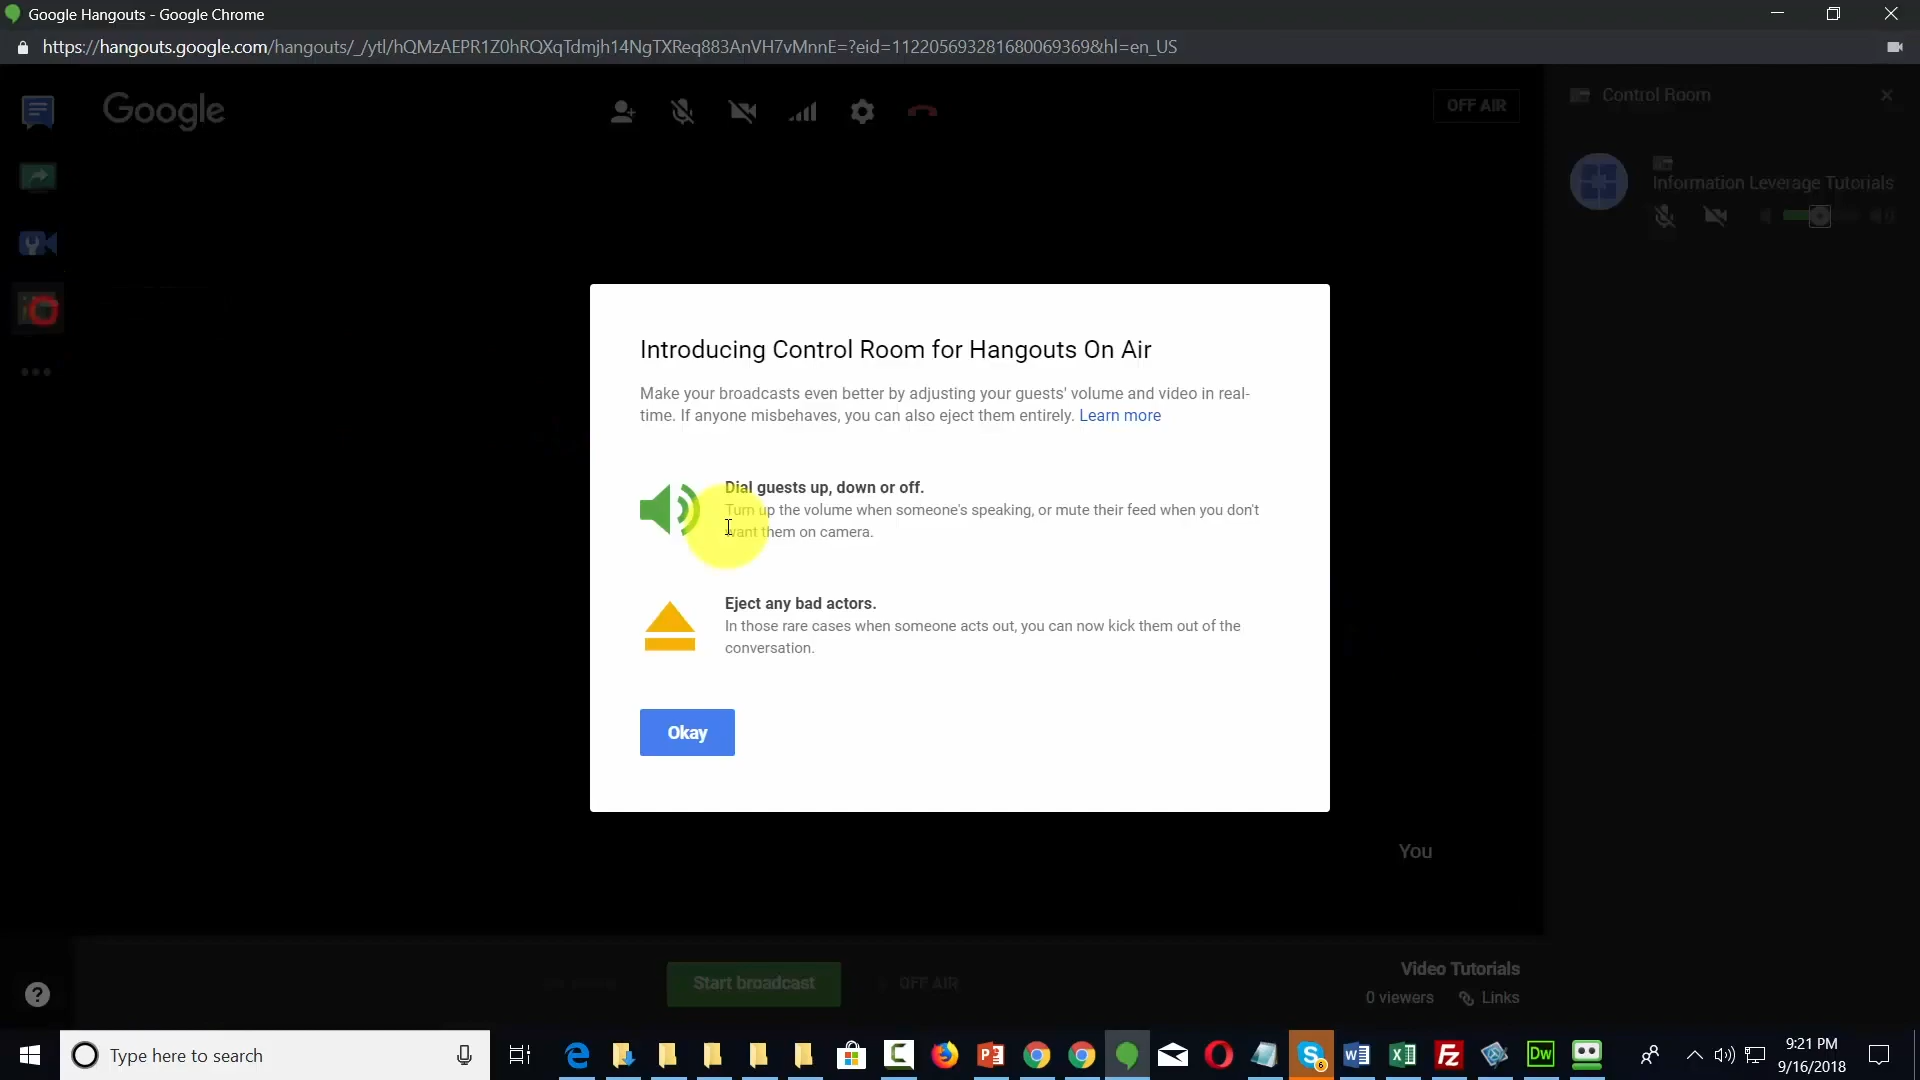 Google Hangouts - Google Chrome
https://hangouts.google.com/hangouts/_/ytl/hQMzAEPR1Z0hRQXqTdmjh14NgTXReq883AnVH7vMnnE=?eid=112205693281680069369&hl=en_US
Google
OFF AIR
Control Room
Information Leverage Tutorials
Introducing Control Room for Hangouts On Air
Make your broadcasts even better by adjusting your guests' volume and video in real-
time. If anyone misbehaves, you can also eject them entirely. Learn more
Dial guests up, down or off.
Turn up the volume when someone's speaking, or mute their feed when you don't
want them on camera.
Eject any bad actors.
In those rare cases when someone acts out, you can now kick them out of the
conversation.
Okay
You
Start broadcast
OFF AIR
Video Tutorials
0 viewers
Links
Type here to search
6
Dw
9:21 PM
9/16/2018